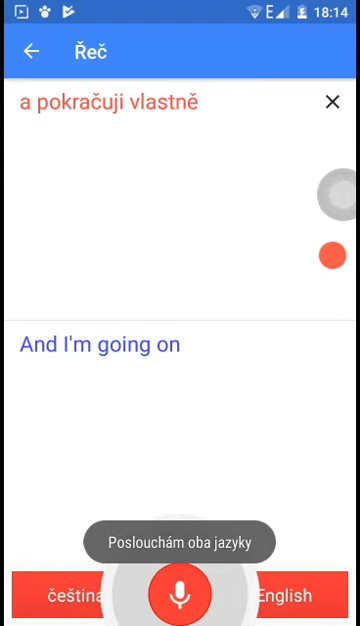 E 18:14
Řeč
a pokračuji vlastně
And I'm going on
Poslouchám oba jazyky
čeština English